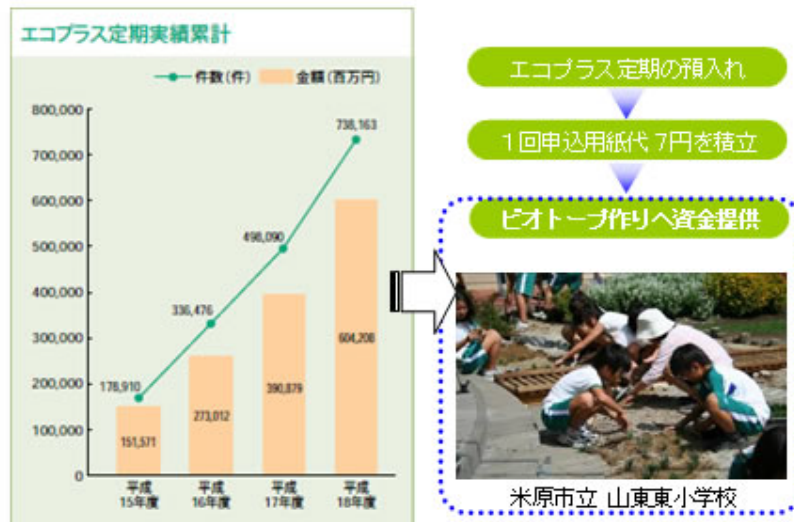 エコプラス定期実績累計
件数(件) 金額(百万円)
800,000
700,000
600,000
500,000
400,000
300,000
200,000
100,000
0
178,910
336,476
498,090
738,163
151,571
273,012
390,879
604,208
平成
15年度
平成
16年度
平成
17年度
平成
18年度
エコプラス定期の預入れ
1回申込用紙代 7円を積立
ビオトープ作りへ資金提供
米原市立 山東東小学校